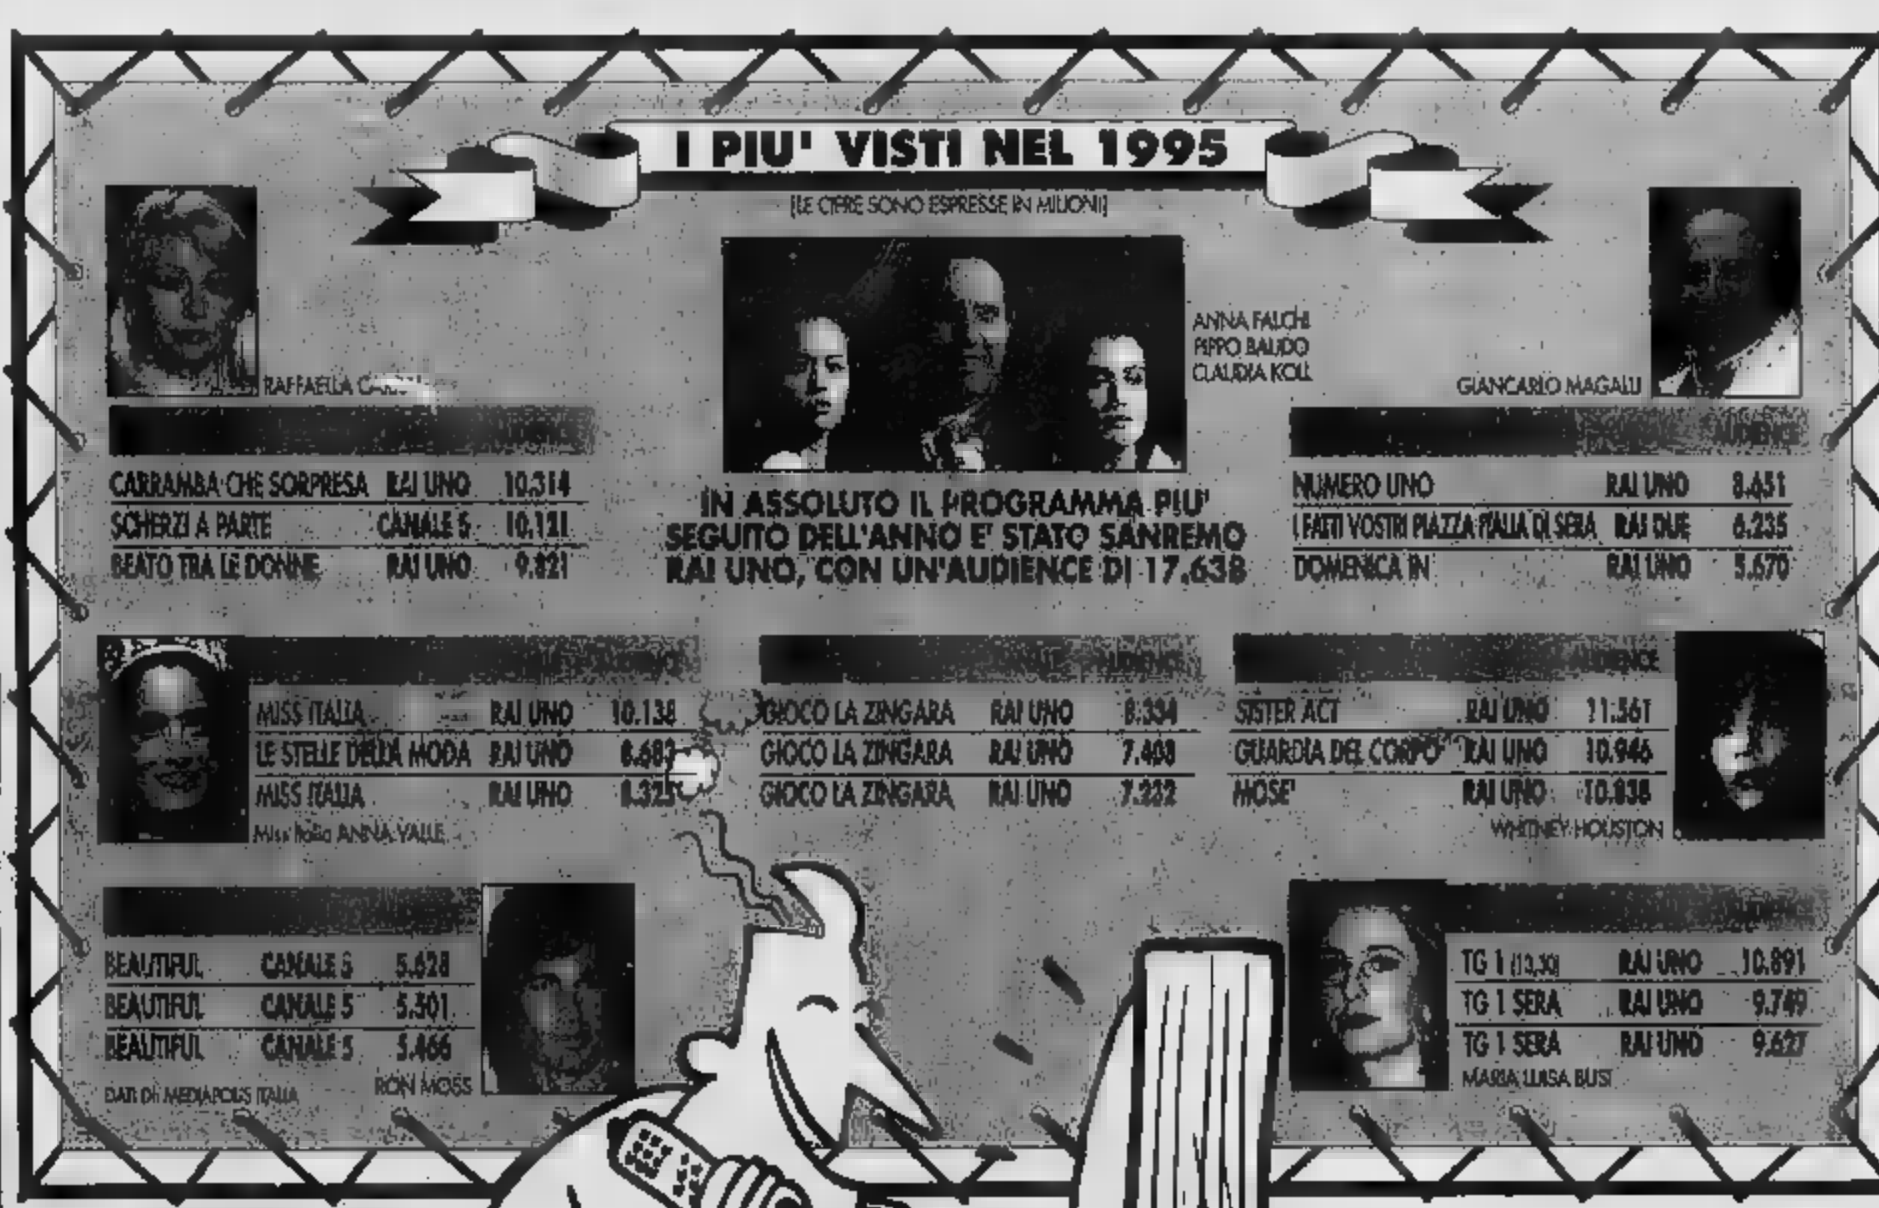 I PIU' VISTI NEL 1995
[LE CIFRE SONO ESPRESSE IN MILIONI]
RAFFAELLA
ANNA FALCHI
PIPPO BAUDO
CLAUDIA KOLL
GIANCARLO MAGALLI
CARRAMBA CHE SORPRESA RAI UNO 10.314
SCHERZI A PARTE CANALE 5 10.121
BEATO TRA LE DONNE RAI UNO 9.821
IN ASSOLUTO IL PROGRAMMA PIU'
SEGUITO DELL'ANNO E' STATO SANREMO
RAI UNO, CON UN'AUDIENCE DI 17.638
AUDIENCE
NUMERO UNO RAI UNO 8.651
I FATTI VOSTRI PIAZZA ITALIA DI SERA RAI DUE 6.235
DOMENICA IN RAI UNO 5.670
MISS ITALIA RAI UNO 10.138
LE STELLE DELLA MODA RAI UNO
MISS ITALIA RAI UNO
Miss Italia ANNA VALLE
AUDIENCE
GIOCO LA ZINGARA RAI UNO 8.334
GIOCO LA ZINGARA RAI UNO 7.408
GIOCO LA ZINGARA RAI UNO 7.232
AUDIENCE
SISTER ACT RAI UNO 11.561
GUARDIA DEL CORPO RAI UNO 10.946
MOSE' RAI UNO 10.838
WHITNEY HOUSTON
BEAUTIFUL CANALE 5 5.628
BEAUTIFUL CANALE 5 5.501
BEAUTIFUL CANALE 5 5.466
DATI DI MEDIAPOLIS ITALIA
RON MOSS
TG 1 (13,30) RAI UNO 10.891
TG 1 SERA RAI UNO 9.749
TG 1 SERA RAI UNO 9.627
MARIA LUISA BUSI